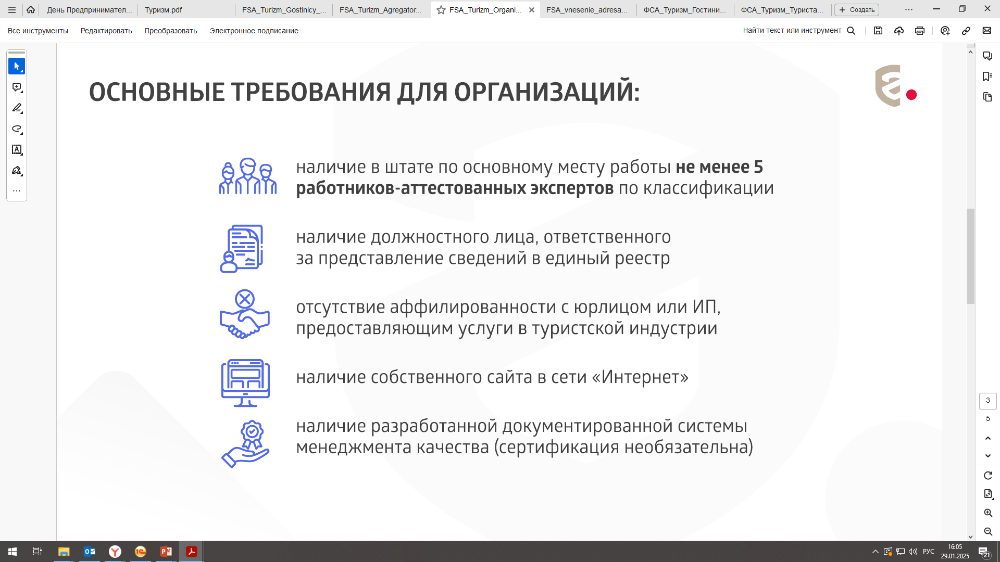 День Предпринимател...
Туризм.pdf
FSA_Turizm_Gostinicy_...
FSA_Turizm_Agregator...
FSA_Turizm_Organi...
FSA_vnesenie_adresa...
ФСА_Туризм_Гостини...
ФСА_Туризм_Туриста...
Создать
Все инструменты
Редактировать
Преобразовать
Электронное подписание
Найти текст или инструмент
ОСНОВНЫЕ ТРЕБОВАНИЯ ДЛЯ ОРГАНИЗАЦИЙ:
наличие в штате по основному месту работы не менее 5
работников-аттестованных экспертов по классификации
наличие должностного лица, ответственного
за представление сведений в единый реестр
отсутствие аффилированности с юрлицом или ИП,
предоставляющим услуги в туристской индустрии
наличие собственного сайта в сети «Интернет»
наличие разработанной документированной системы
менеджмента качества (сертификация необязательна)
3
5
РУС
16:05
29.01.2025
21